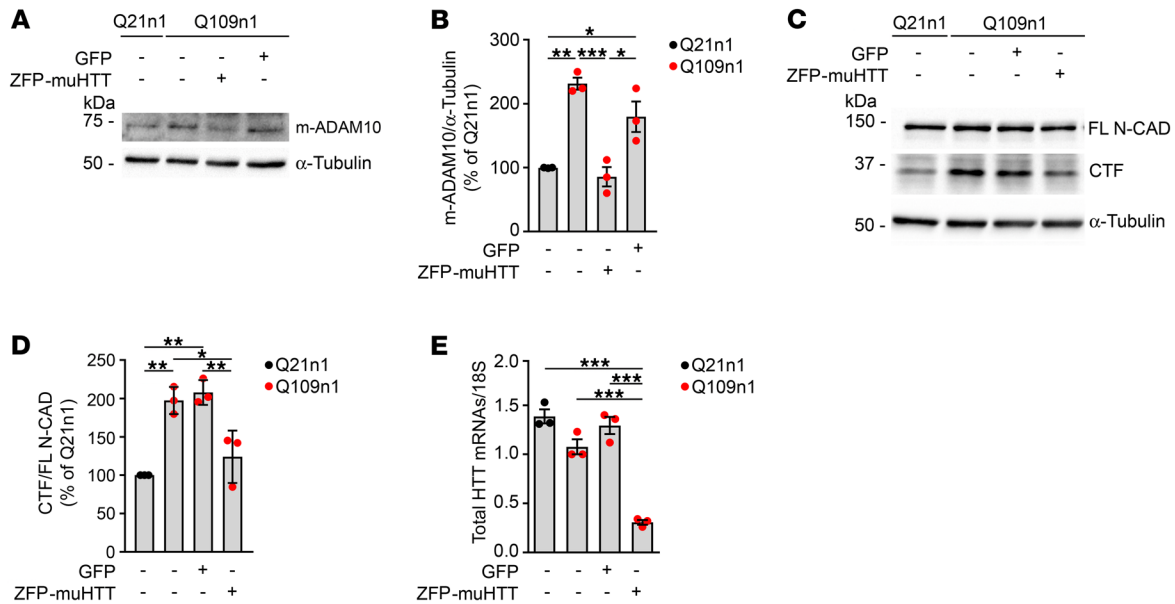 A
Q21n1 Q109n1
GFP - - - +
ZFP-muHTT - - + -
kDa
75 - m-ADAM10
50 - α-Tubulin
B
m-ADAM10/α-Tubulin
(% of Q21n1)
300
200
100
0
*
** *** *
Q21n1
Q109n1
GFP - - - +
ZFP-muHTT - - + -
C
Q21n1 Q109n1
GFP - - + -
ZFP-muHTT - - - +
kDa
150 - FL N-CAD
37 - CTF
50 - α-Tubulin
D
CTF/FL N-CAD
(% of Q21n1)
250
200
150
100
50
0
**
*
** **
Q21n1
Q109n1
GFP - - + -
ZFP-muHTT - - - +
E
Total HTT mRNAs/18S
2.0
1.5
1.0
0.5
0.0
***
***
***
Q21n1
Q109n1
GFP - - + -
ZFP-muHTT - - - +